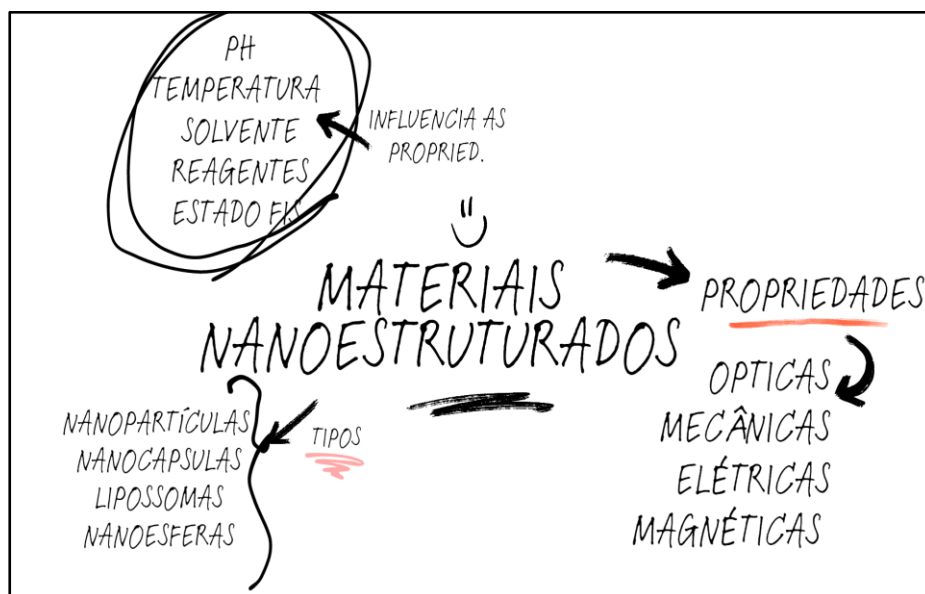 PH
TEMPERATURA
SOLVENTE
REAGENTES
ESTADO FIS
INFLUENCIA AS
PROPRIED.
MATERIAIS
NANOESTRUTURADOS
PROPRIEDADES
OPTICAS
MECÂNICAS
ELÉTRICAS
MAGNÉTICAS
TIPOS
NANOPARTÍCULAS
NANOCAPSULAS
LIPOSSOMAS
NANOESFERAS